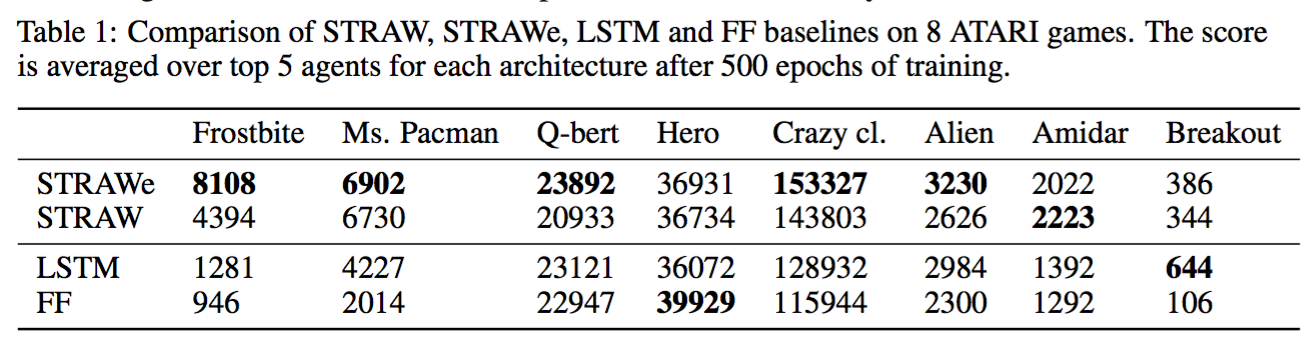 Table 1: Comparison of STRAW, STRAWe, LSTM and FF baselines on 8 ATARI games. The score
is averaged over top 5 agents for each architecture after 500 epochs of training.
Frostbite Ms. Pacman Q-bert Hero Crazy cl. Alien Amidar Breakout
STRAWe 8108 6902 23892 36931 153327 3230 2022 386
STRAW 4394 6730 20933 36734 143803 2626 2223 344
LSTM 1281 4227 23121 36072 128932 2984 1392 644
FF 946 2014 22947 39929 115944 2300 1292 106